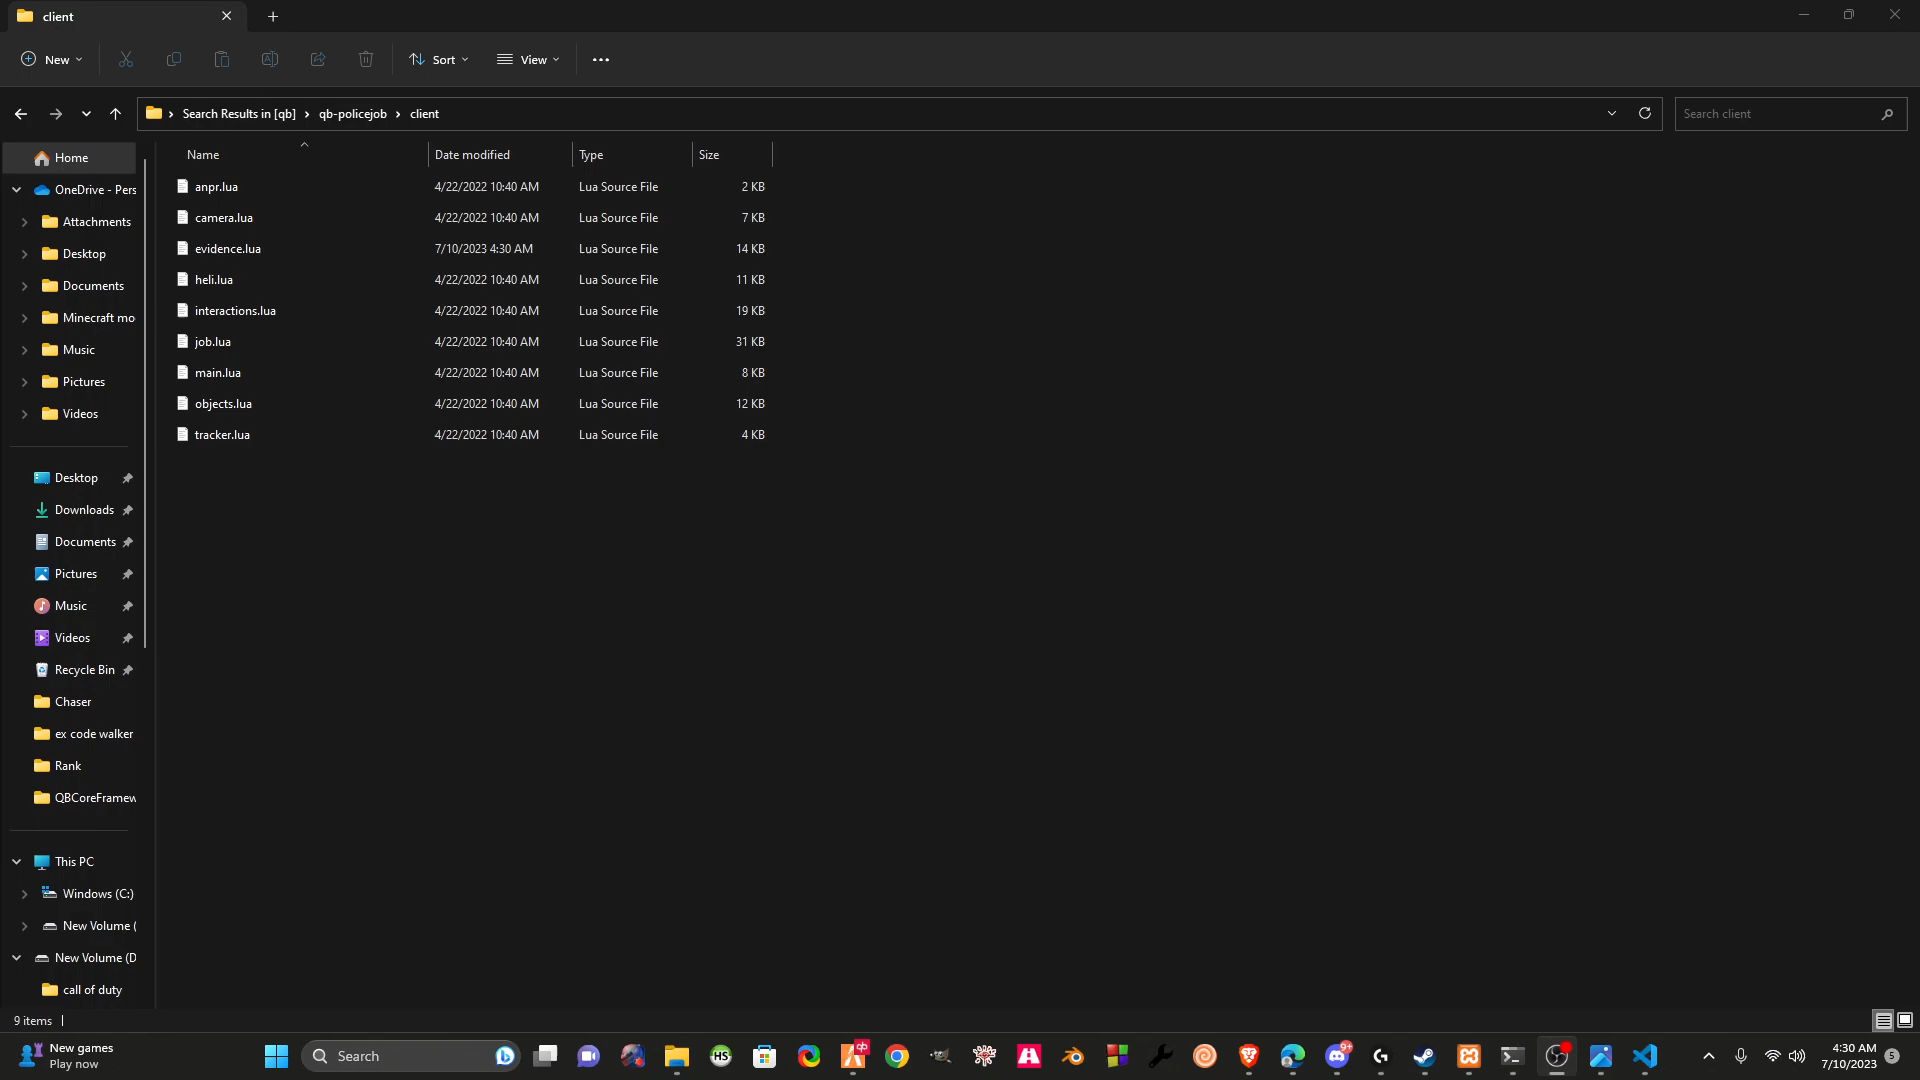 client
New
Sort
View
Search Results in [qb] > qb-policejob > client
Search client
Name Date modified Type Size
anpr.lua 4/22/2022 10:40 AM Lua Source File 2 KB
camera.lua 4/22/2022 10:40 AM Lua Source File 7 KB
evidence.lua 7/10/2023 4:30 AM Lua Source File 14 KB
heli.lua 4/22/2022 10:40 AM Lua Source File 11 KB
interactions.lua 4/22/2022 10:40 AM Lua Source File 19 KB
job.lua 4/22/2022 10:40 AM Lua Source File 31 KB
main.lua 4/22/2022 10:40 AM Lua Source File 8 KB
objects.lua 4/22/2022 10:40 AM Lua Source File 12 KB
tracker.lua 4/22/2022 10:40 AM Lua Source File 4 KB
Home
OneDrive - Pers
Attachments
Desktop
Documents
Minecraft mo
Music
Pictures
Videos
Desktop
Downloads
Documents
Pictures
Music
Videos
Recycle Bin
Chaser
ex code walker
Rank
QBCoreFramew
This PC
Windows (C:)
New Volume (
New Volume (D
call of duty
9 items
New games
Play now
Search
HS
9+
4:30 AM
7/10/2023
5